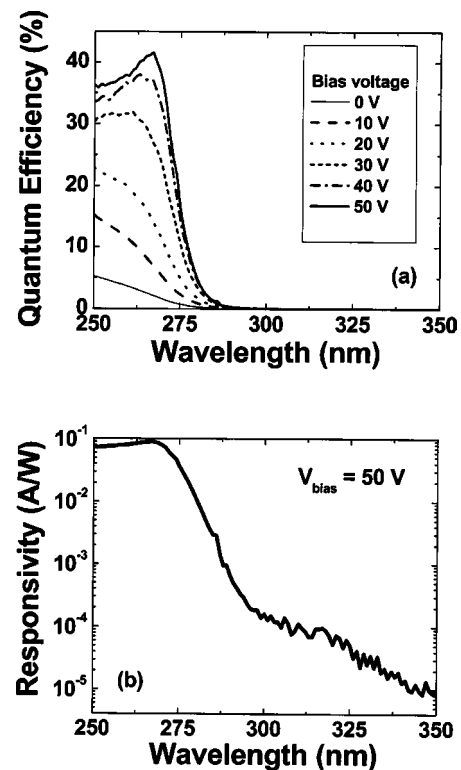 Quantum Efficiency (%)
40
30
20
10
0
Bias voltage
0 V
10 V
20 V
30 V
40 V
50 V
(a)
250 275 300 325 350
Wavelength (nm)
Responsivity (A/W)
10-1
10-2
10-3
10-4
10-5
Vbias = 50 V
(b)
250 275 300 325 350
Wavelength (nm)